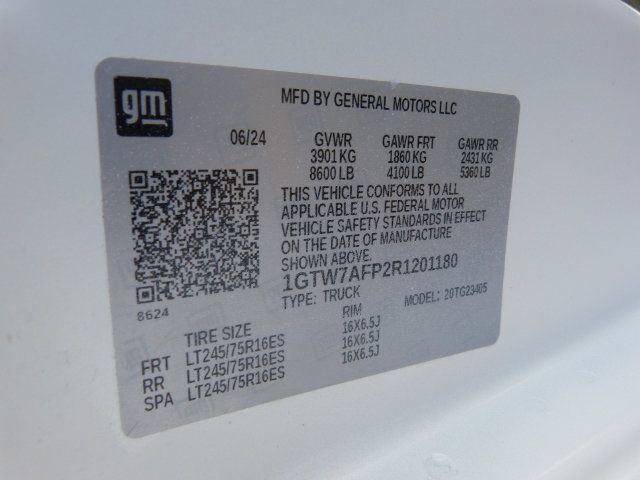 gm
MFD BY GENERAL MOTORS LLC
06/24 GVWR GAWR FRT GAWR RR
3901 KG 1860 KG 2431 KG
8600 LB 4100 LB 5360 LB
THIS VEHICLE CONFORMS TO ALL
APPLICABLE U.S. FEDERAL MOTOR
VEHICLE SAFETY STANDARDS IN EFFECT
ON THE DATE OF MANUFACTURE
SHOWN ABOVE.
1GTW7AFP2R1201180
TYPE: TRUCK MODEL: 20TG23405
8624
TIRE SIZE RIM
FRT LT245/75R16ES 16X6.5J
RR LT245/75R16ES 16X6.5J
SPA LT245/75R16ES 16X6.5J